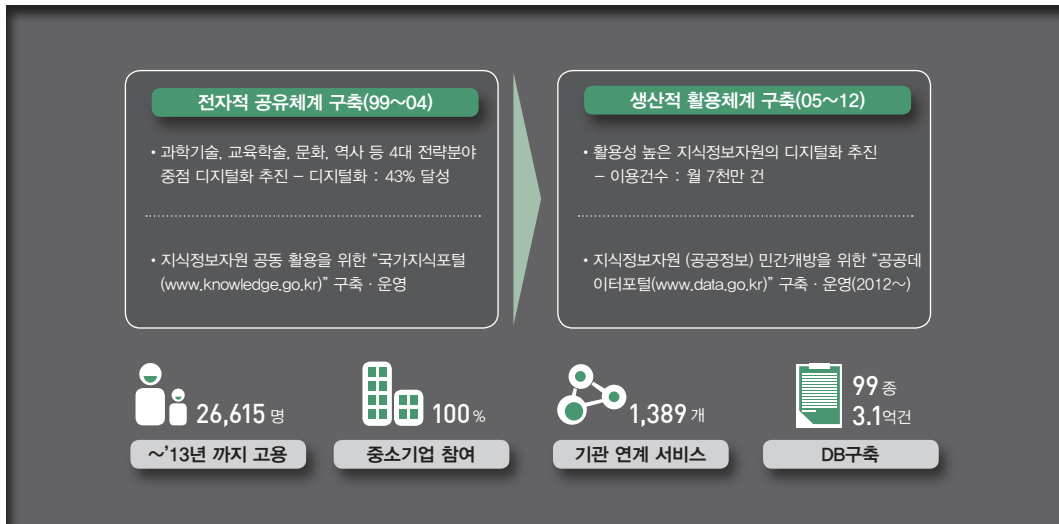 전자적 공유체계 구축(99～04)
• 과학기술, 교육학술, 문화, 역사 등 4대 전략분야
중점 디지털화 추진 – 디지털화 : 43% 달성
• 지식정보자원 공동 활용을 위한 “국가지식포털
(www.knowledge.go.kr)” 구축 · 운영
생산적 활용체계 구축(05～12)
• 활용성 높은 지식정보자원의 디지털화 추진
– 이용건수 : 월 7천만 건
• 지식정보자원 (공공정보) 민간개방을 위한 “공공데
이터포털(www.data.go.kr)” 구축 · 운영(2012～)
26,615 명
～’13년 까지 고용
100 %
중소기업 참여
1,389 개
기관 연계 서비스
99 종
3.1억건
DB구축